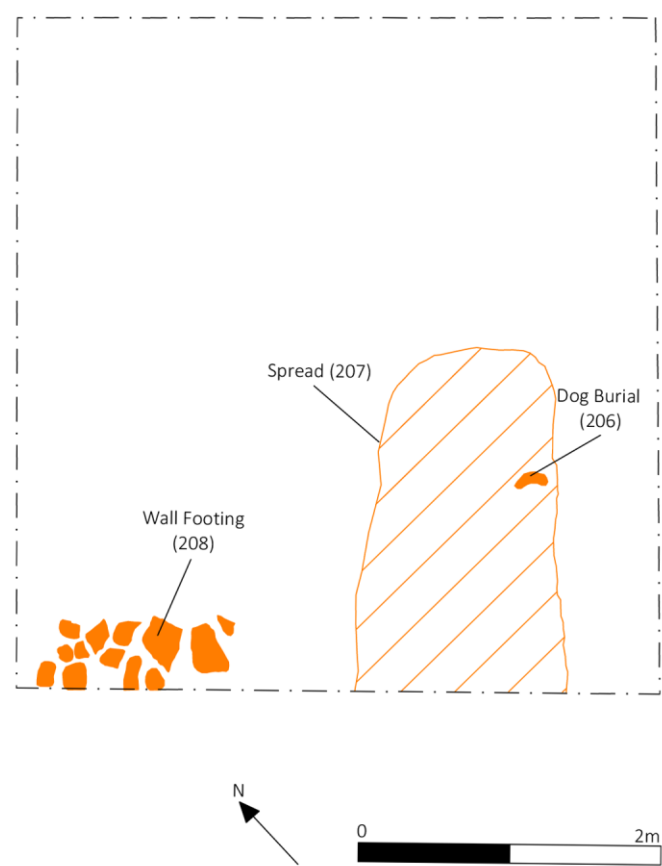 Spread (207)
Dog Burial
(206)
Wall Footing
(208)
N
0
2m